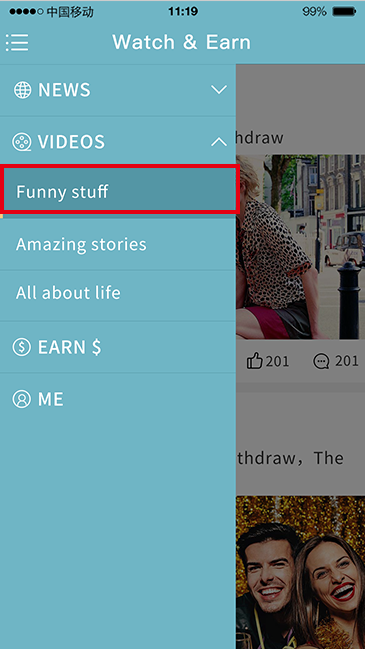 中国移动 11:19 99%
Watch & Earn
NEWS
VIDEOS
Funny stuff
Amazing stories
All about life
EARN $
ME
hdraw
201 201
thdraw，The